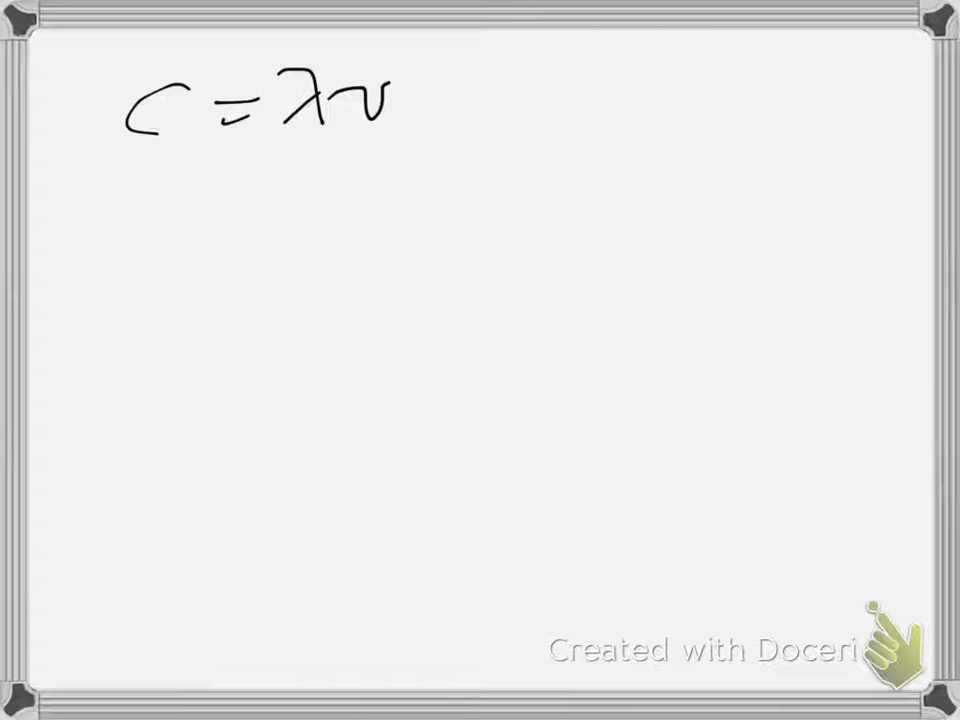 c = λν
Created with Doceri